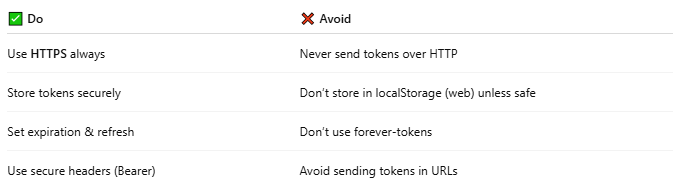 ✅ Do ❌ Avoid
Use HTTPS always Never send tokens over HTTP
Store tokens securely Don't store in localStorage (web) unless safe
Set expiration & refresh Don't use forever-tokens
Use secure headers (Bearer) Avoid sending tokens in URLs